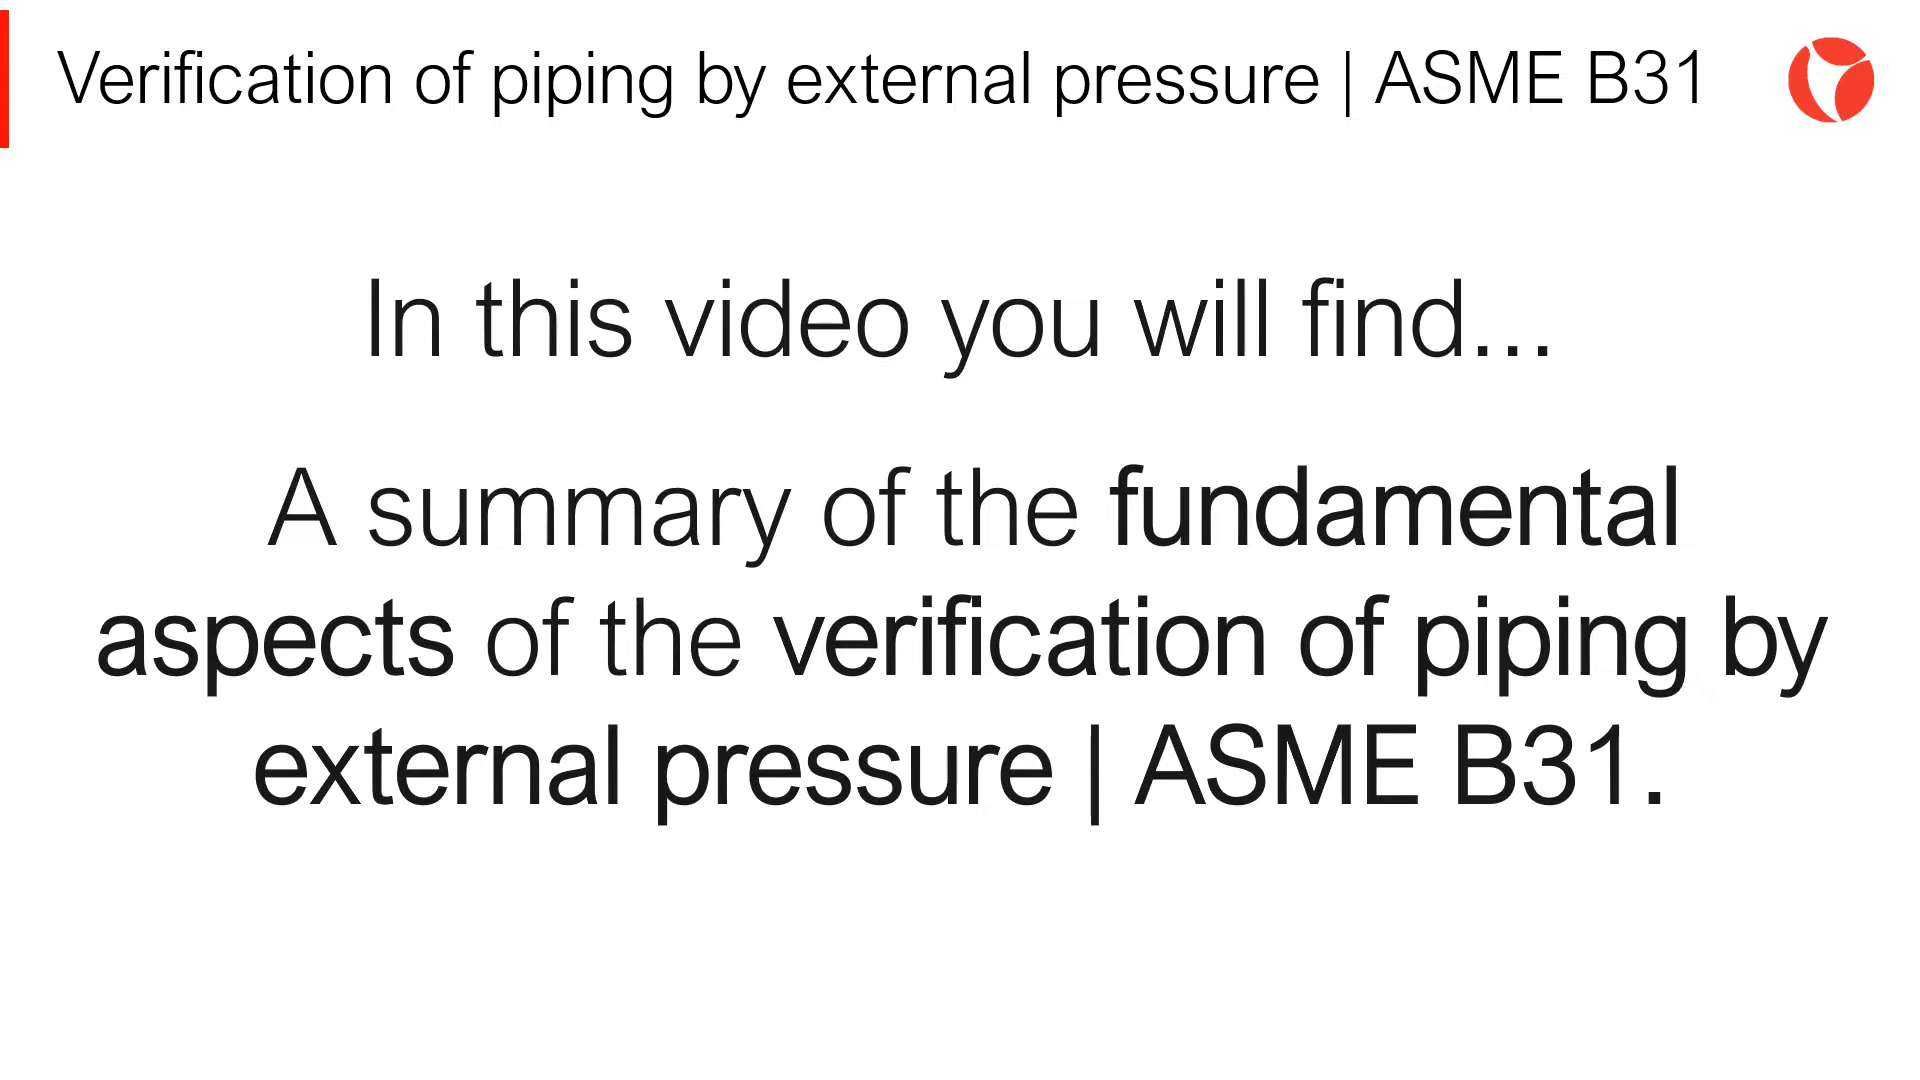 Verification of piping by external pressure | ASME B31
In this video you will find...
A summary of the fundamental
aspects of the verification of piping by
external pressure | ASME B31.